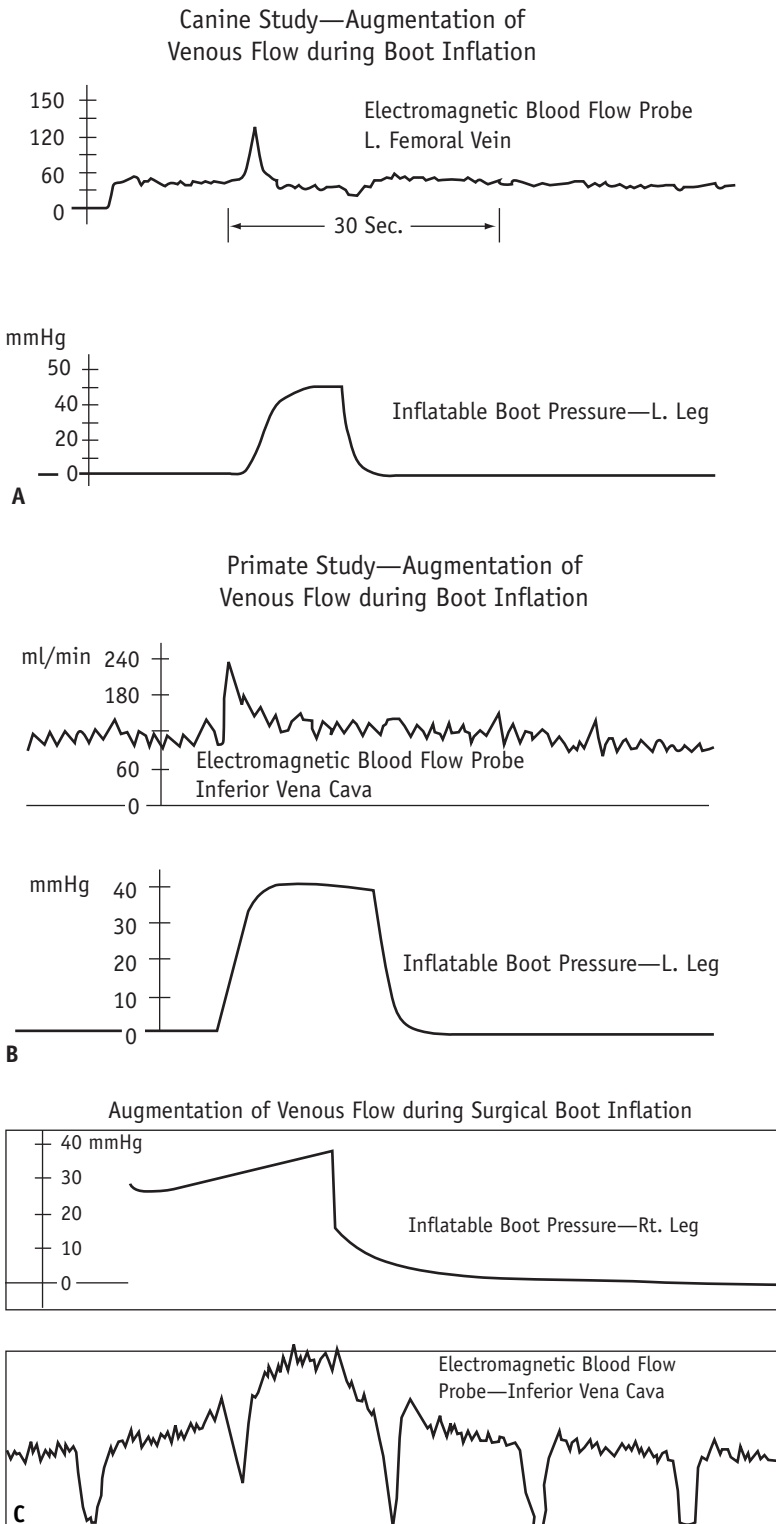 Canine Study—Augmentation of
Venous Flow during Boot Inflation
150
120
60
0
Electromagnetic Blood Flow Probe
L. Femoral Vein
30 Sec.
mmHg
50
40
20
0
Inflatable Boot Pressure—L. Leg
A
Primate Study—Augmentation of
Venous Flow during Boot Inflation
ml/min 240
180
60
0
Electromagnetic Blood Flow Probe
Inferior Vena Cava
mmHg 40
30
20
10
0
Inflatable Boot Pressure—L. Leg
B
Augmentation of Venous Flow during Surgical Boot Inflation
40 mmHg
30
20
10
0
Inflatable Boot Pressure—Rt. Leg
Electromagnetic Blood Flow
Probe—Inferior Vena Cava
C